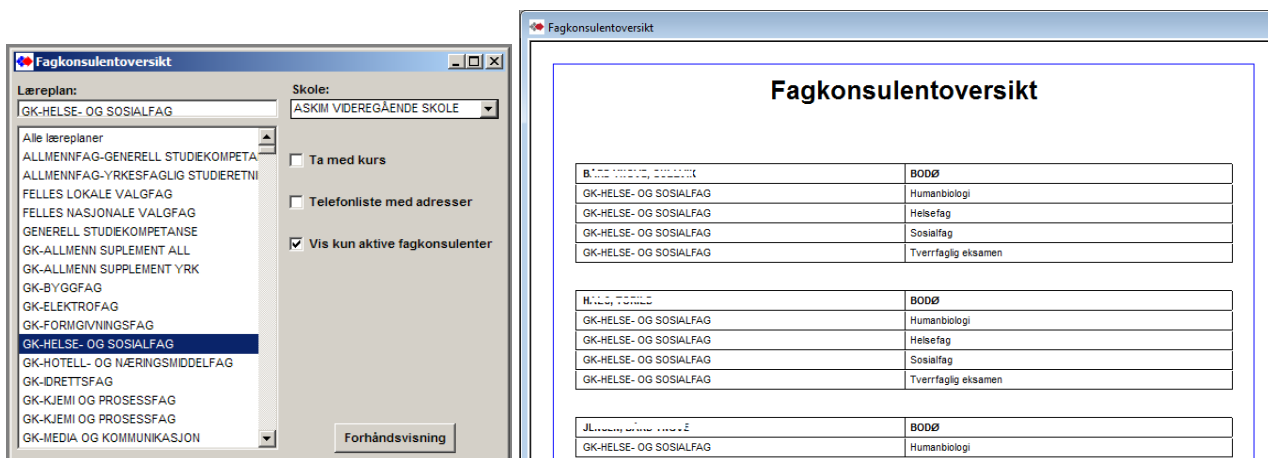 Fagkonsulentoversikt
Læreplan:
GK-HELSE- OG SOSIALFAG
Alle læreplaner
ALLMENNFAG-GENERELL STUDIEKOMPETA
ALLMENNFAG-YRKESFAGLIG STUDIERETNI
FELLES LOKALE VALGFAG
FELLES NASJONALE VALGFAG
GENERELL STUDIEKOMPETANSE
GK-ALLMENN SUPLEMENT ALL
GK-ALLMENN SUPPLEMENT YRK
GK-BYGGFAG
GK-ELEKTROFAG
GK-FORMGIVNINGSFAG
GK-HELSE- OG SOSIALFAG
GK-HOTELL- OG NÆRINGSMIDDELFAG
GK-IDRETTSFAG
GK-KJEMI OG PROSESSFAG
GK-KJEMI OG PROSESSFAG
GK-MEDIA OG KOMMUNIKASJON
Skole:
ASKIM VIDEREGÅENDE SKOLE
Ta med kurs
Telefonliste med adresser
Vis kun aktive fagkonsulenter
Forhåndsvisning
Fagkonsulentoversikt
Fagkonsulentoversikt
BODØ
GK-HELSE- OG SOSIALFAG Humanbiologi
GK-HELSE- OG SOSIALFAG Helsefag
GK-HELSE- OG SOSIALFAG Sosialfag
GK-HELSE- OG SOSIALFAG Tverrfaglig eksamen
BODØ
GK-HELSE- OG SOSIALFAG Humanbiologi
GK-HELSE- OG SOSIALFAG Helsefag
GK-HELSE- OG SOSIALFAG Sosialfag
GK-HELSE- OG SOSIALFAG Tverrfaglig eksamen
BODØ
GK-HELSE- OG SOSIALFAG Humanbiologi